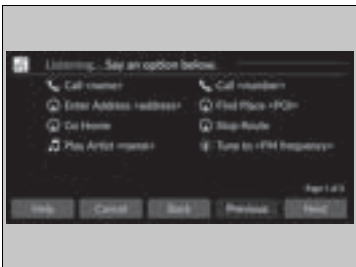 Listening... Say an option below.
Call <name>
Call <number>
Enter Address <address>
Find Place <POI>
Go Home
Stop Route
Play Artist <name>
Tune to <FM frequency>
Page 1 of
Help Cancel Back Previous Next